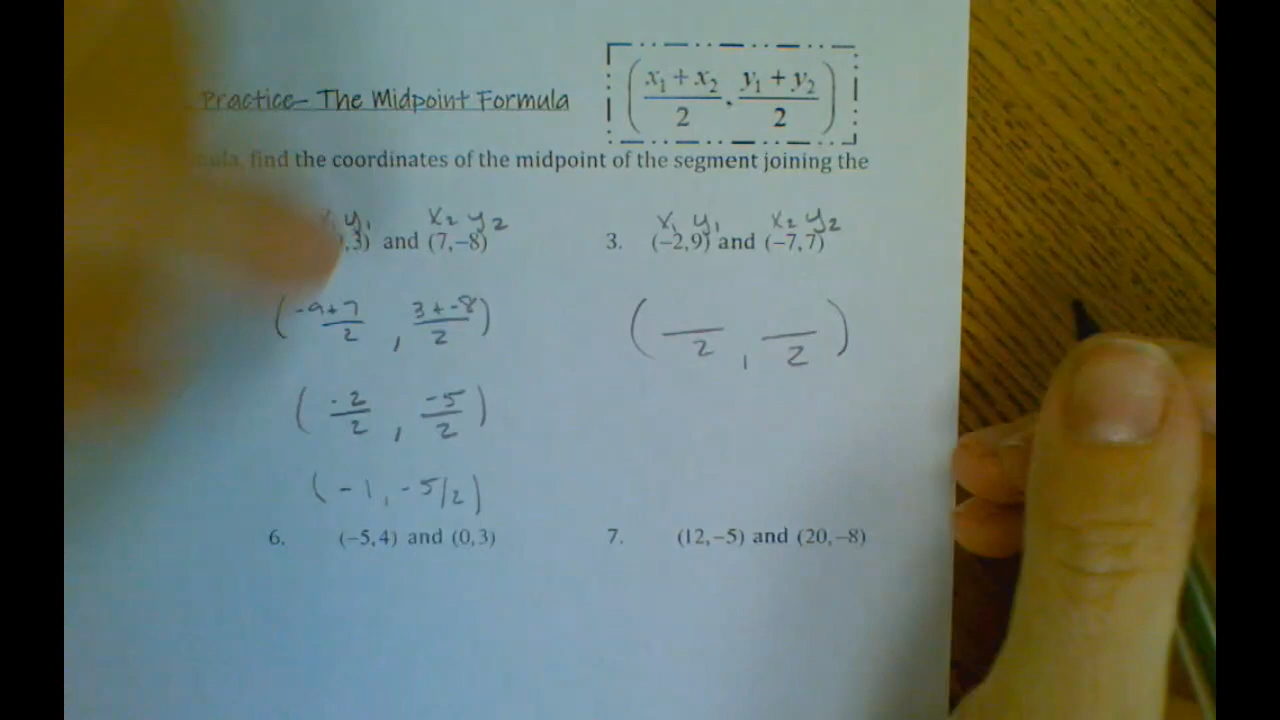 Practice– The Midpoint Formula
(x₁ + x₂ / 2 , y₁ + y₂ / 2)
find the coordinates of the midpoint of the segment joining the
y₁ x₂ y₂
,3) and (7,−8)
x₁ y₁ x₂ y₂
3. (−2,9) and (−7,7)
(-9+7 / 2 , 3+-8 / 2)
( / 2 , / 2)
(-2 / 2 , -5 / 2)
(-1, -5/2)
6. (−5,4) and (0,3)
7. (12,−5) and (20,−8)